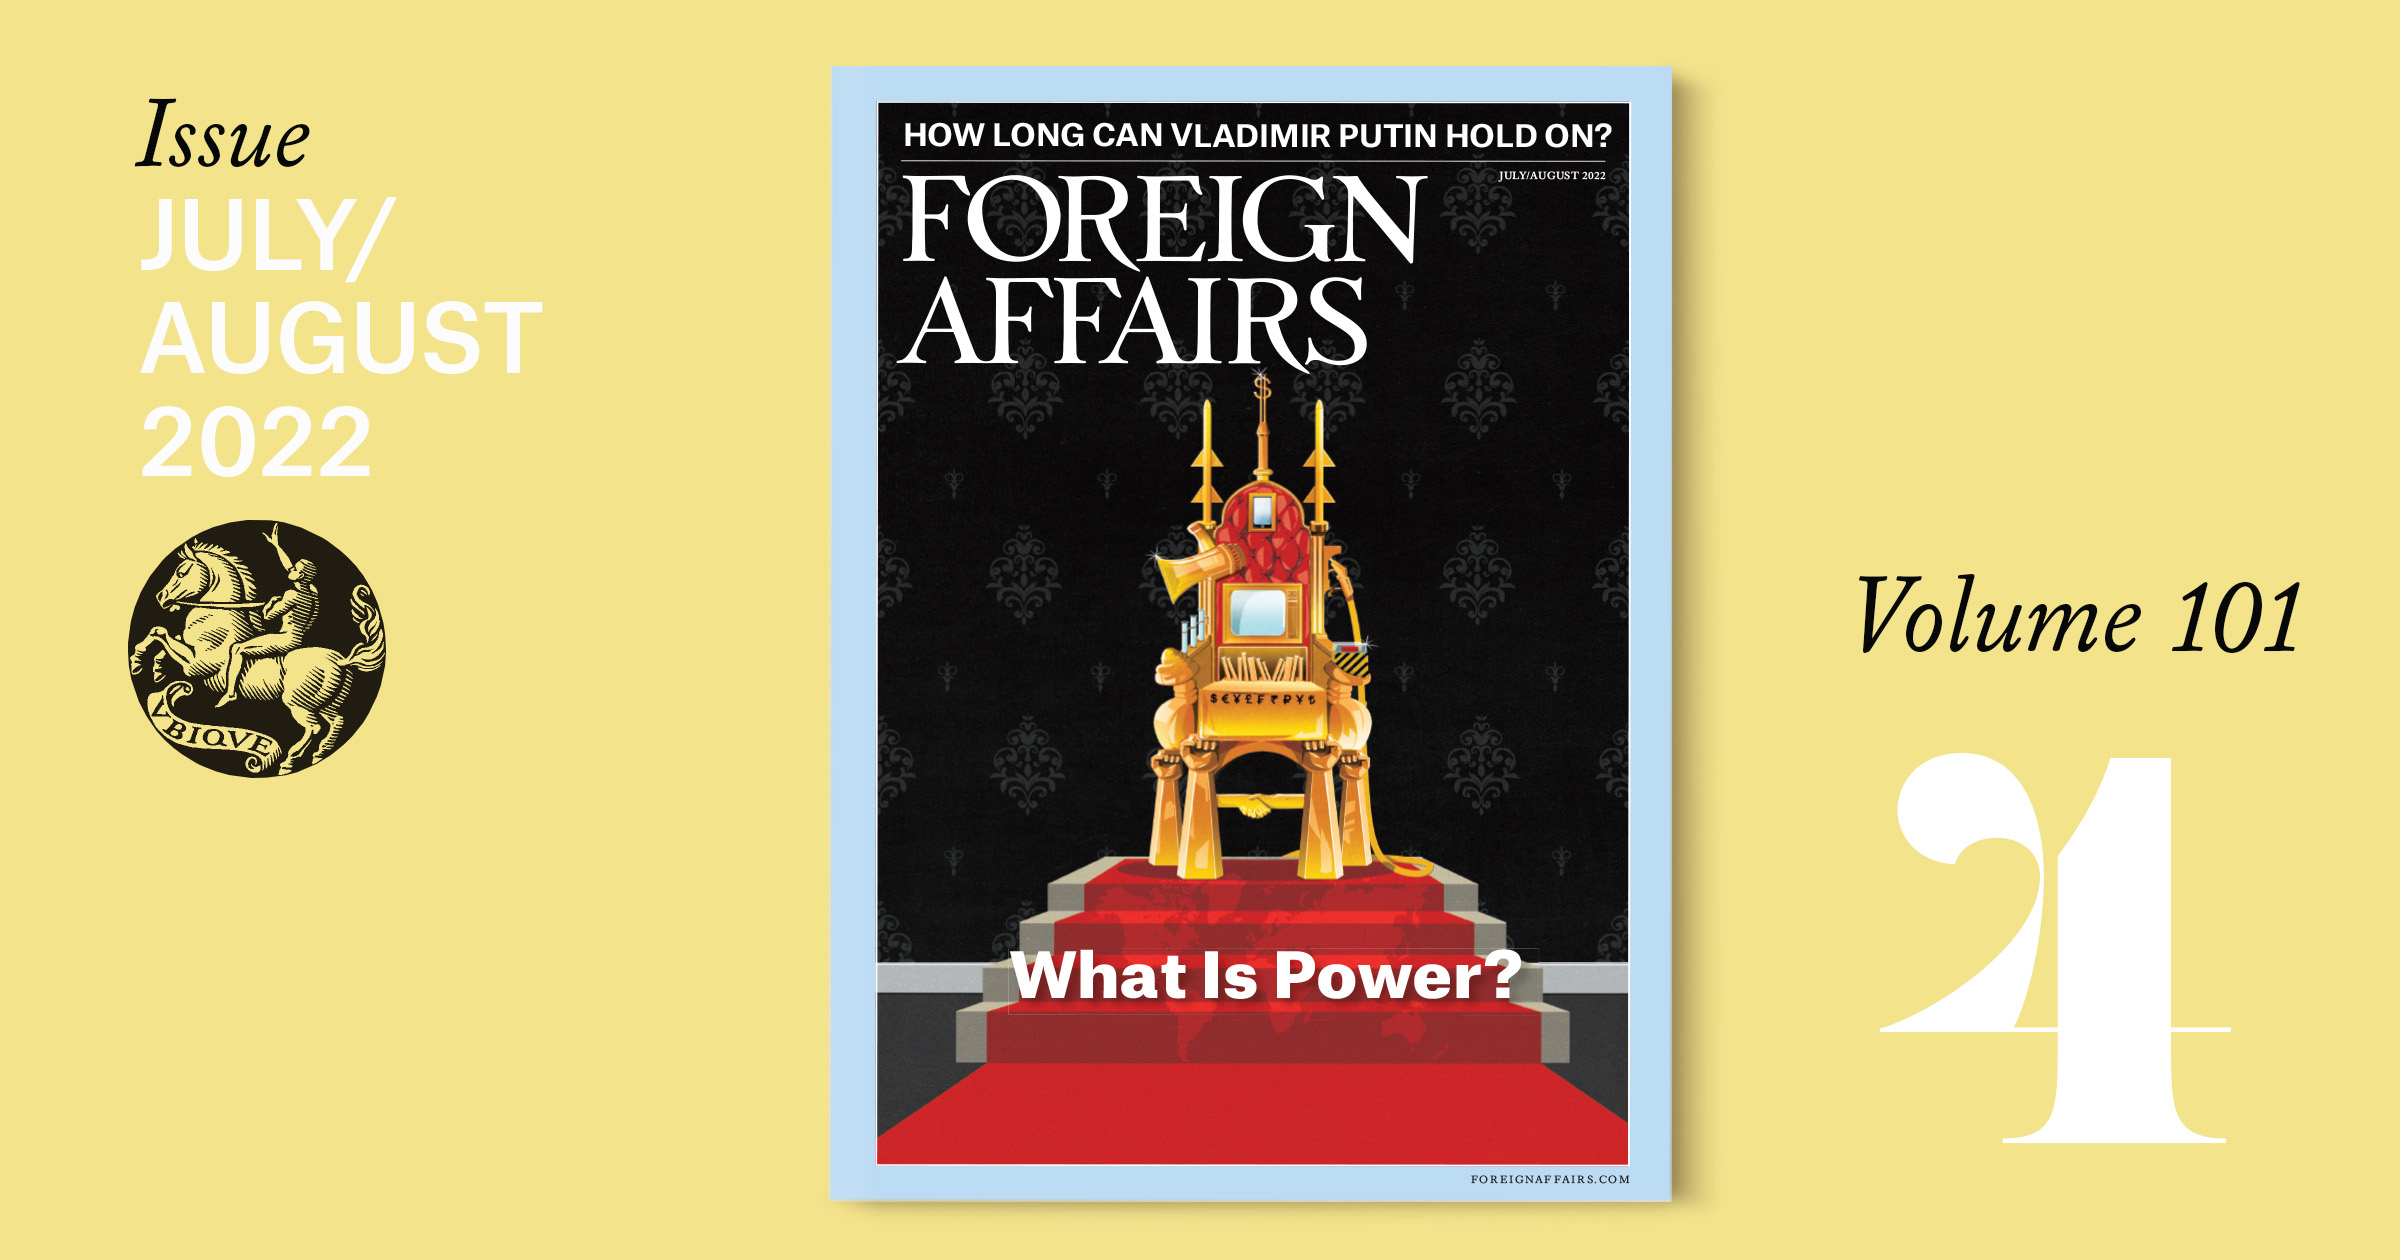 Issue
JULY/
AUGUST
2022
VBIQVE
HOW LONG CAN VLADIMIR PUTIN HOLD ON?
JULY/AUGUST 2022
FOREIGN
AFFAIRS
$
$€¥£₣₹₽¥₺
What Is Power?
FOREIGNAFFAIRS.COM
Volume 101
4